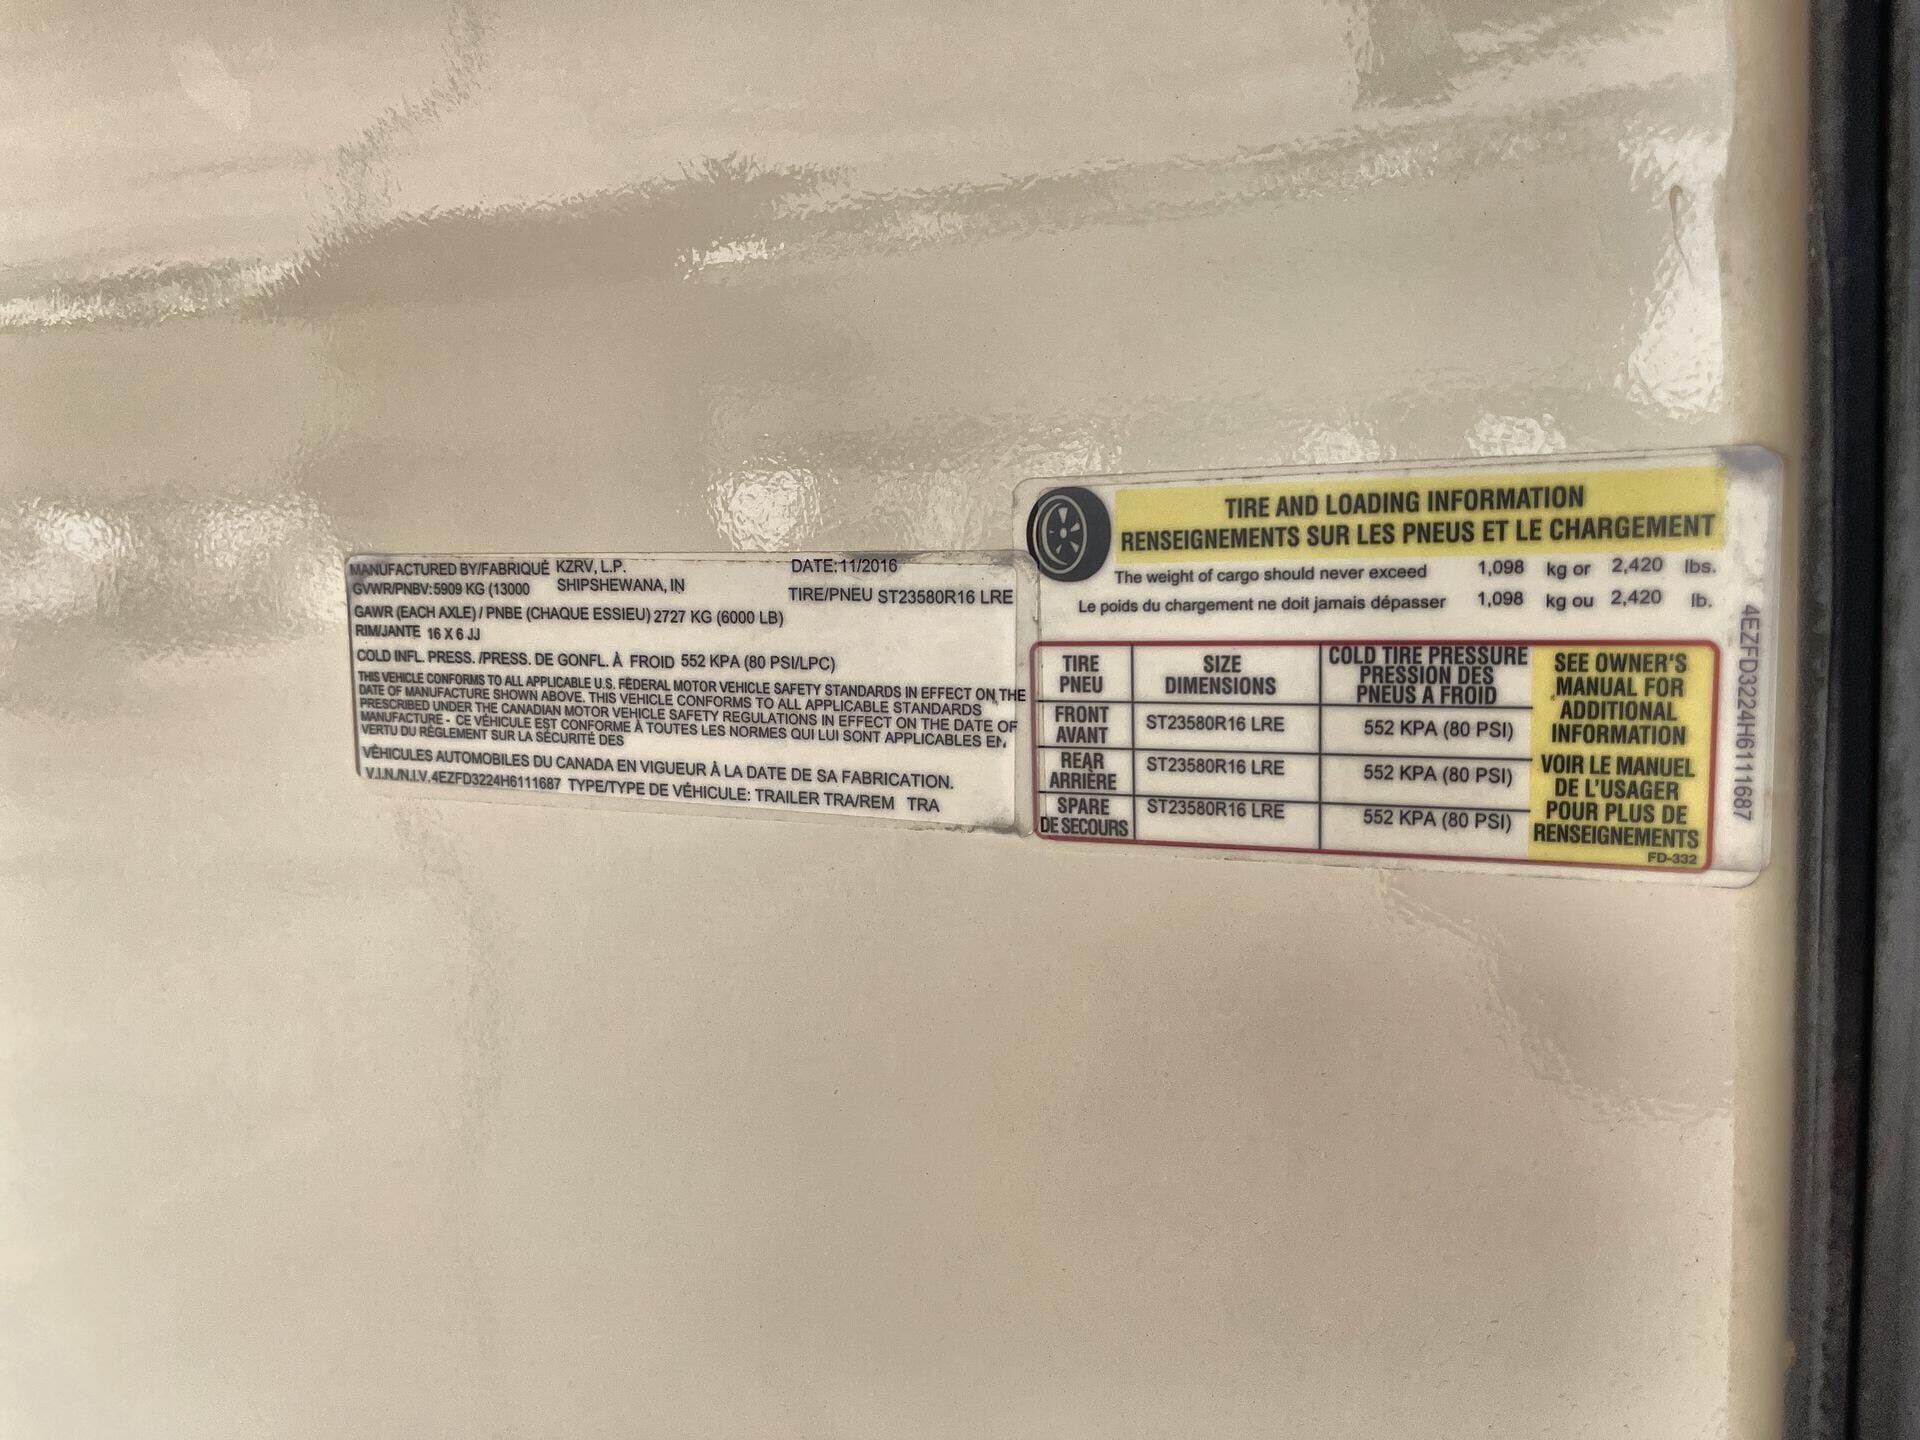 MANUFACTURED BY/FABRIQUÉ KZRV, L.P. DATE:11/2016
GVWR/PNBV: 5909 KG (13000 SHIPSHEWANA, IN TIRE/PNEU ST23580R16 LRE
GAWR (EACH AXLE) / PNBE (CHAQUE ESSIEU) 2727 KG (6000 LB)
RIM/JANTE 16 X 6 JJ
COLD INFL. PRESS. /PRESS. DE GONFL. À FROID 552 KPA (80 PSI/LPC)
THIS VEHICLE CONFORMS TO ALL APPLICABLE U.S. FEDERAL MOTOR VEHICLE SAFETY STANDARDS IN EFFECT ON THE
DATE OF MANUFACTURE SHOWN ABOVE. THIS VEHICLE CONFORMS TO ALL APPLICABLE STANDARDS
PRESCRIBED UNDER THE CANADIAN MOTOR VEHICLE SAFETY REGULATIONS IN EFFECT ON THE DATE OF
MANUFACTURE - CE VÉHICULE EST CONFORME À TOUTES LES NORMES QUI LUI SONT APPLICABLES EN
VERTU DU RÈGLEMENT SUR LA SÉCURITÉ DES
VÉHICULES AUTOMOBILES DU CANADA EN VIGUEUR À LA DATE DE SA FABRICATION.
V.I.N./N.I.V. 4EZFD3224H6111687 TYPE/TYPE DE VÉHICULE: TRAILER TRA/REM TRA
TIRE AND LOADING INFORMATION
RENSEIGNEMENTS SUR LES PNEUS ET LE CHARGEMENT
The weight of cargo should never exceed 1,098 kg or 2,420 lbs.
Le poids du chargement ne doit jamais dépasser 1,098 kg ou 2,420 lb.
TIRE
PNEU
SIZE
DIMENSIONS
COLD TIRE PRESSURE
PRESSION DES
PNEUS A FROID
FRONT
AVANT
ST23580R16 LRE
552 KPA (80 PSI)
REAR
ARRIÈRE
ST23580R16 LRE
552 KPA (80 PSI)
SPARE
DE SECOURS
ST23580R16 LRE
552 KPA (80 PSI)
SEE OWNER'S
MANUAL FOR
ADDITIONAL
INFORMATION
VOIR LE MANUEL
DE L'USAGER
POUR PLUS DE
RENSEIGNEMENTS
FD-332
4EZFD3224H6111687